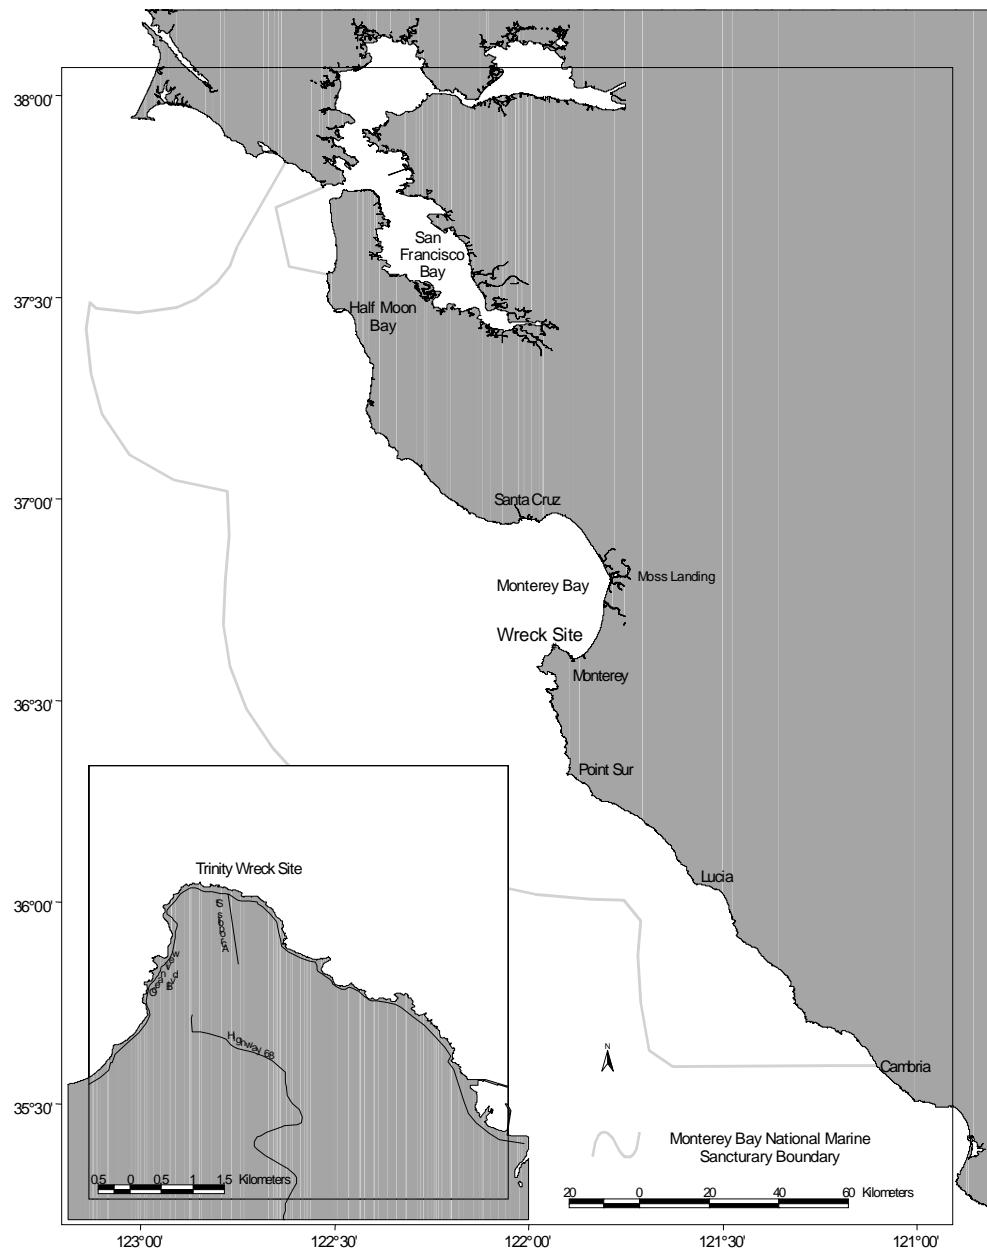 38°00'
San
Francisco
Bay
37°30'
Half Moon
Bay
37°00'
Santa Cruz
Monterey Bay
Moss Landing
Wreck Site
Monterey
36°30'
Point Sur
Trinity Wreck Site
Lucia
36°00'
Highway 68
N
Cambria
35°30'
Monterey Bay National Marine
Sancturary Boundary
0.5 0 0.5 1 1.5 Kilometers
20 0 20 40 60 Kilometers
123°00' 122°30' 122°00' 121°30' 121°00'